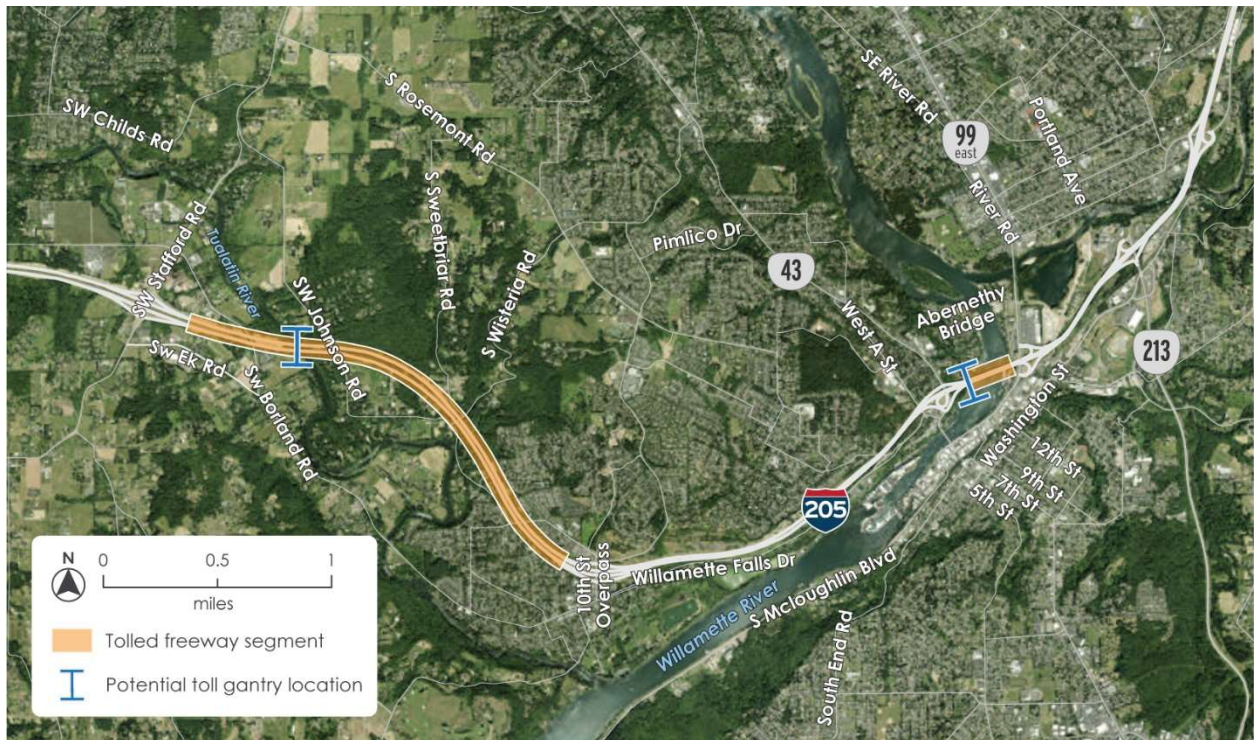 SW Childs Rd
S Rosemont Rd
SE River Rd
99
east
Portland Ave
River Rd
SW Stafford Rd
Tualatin River
S Sweetbriar Rd
S Wisteria Rd
Pimlico Dr
43
West A St
Abernethy
Bridge
213
SW Johnson Rd
Sw Ek Rd
Sw Borland Rd
Washington St
12th St
9th St
7th St
5th St
205
10th St
Overpass
Willamette Falls Dr
Willamette River
S Mcloughlin Blvd
South End Rd
N
0 0.5 1
miles
Tolled freeway segment
Potential toll gantry location